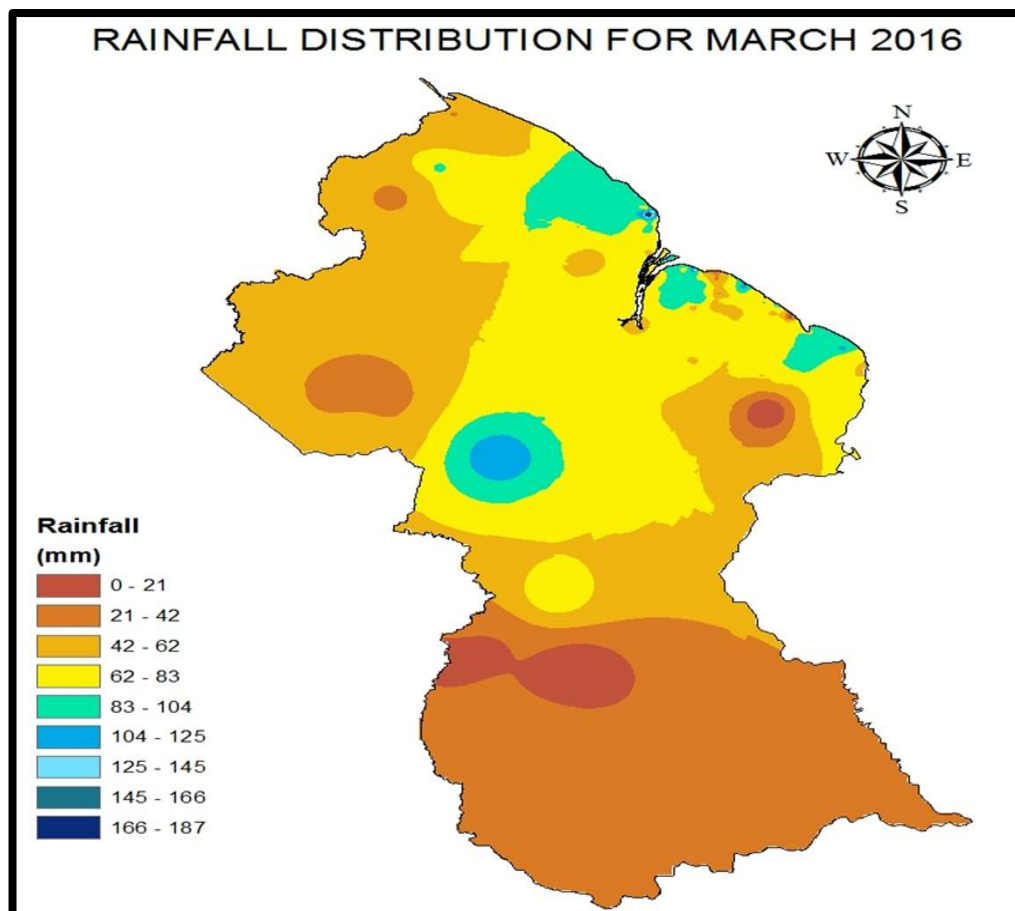 RAINFALL DISTRIBUTION FOR MARCH 2016
N
W E
S
Rainfall
(mm)
0 - 21
21 - 42
42 - 62
62 - 83
83 - 104
104 - 125
125 - 145
145 - 166
166 - 187